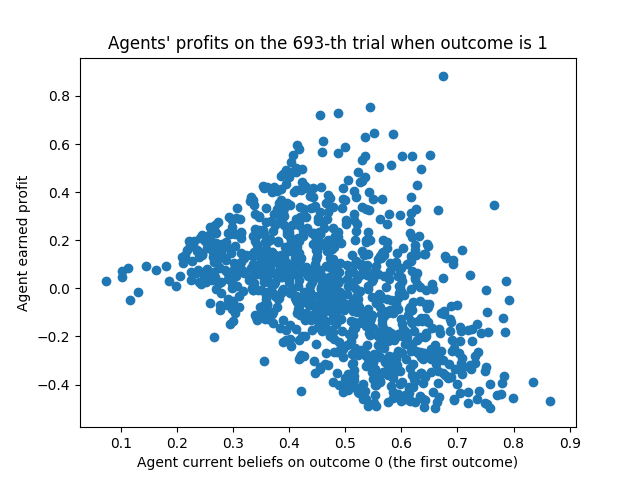 Agents' profits on the 693-th trial when outcome is 1
Agent earned profit
0.8
0.6
0.4
0.2
0.0
−0.2
−0.4
0.1 0.2 0.3 0.4 0.5 0.6 0.7 0.8 0.9
Agent current beliefs on outcome 0 (the first outcome)